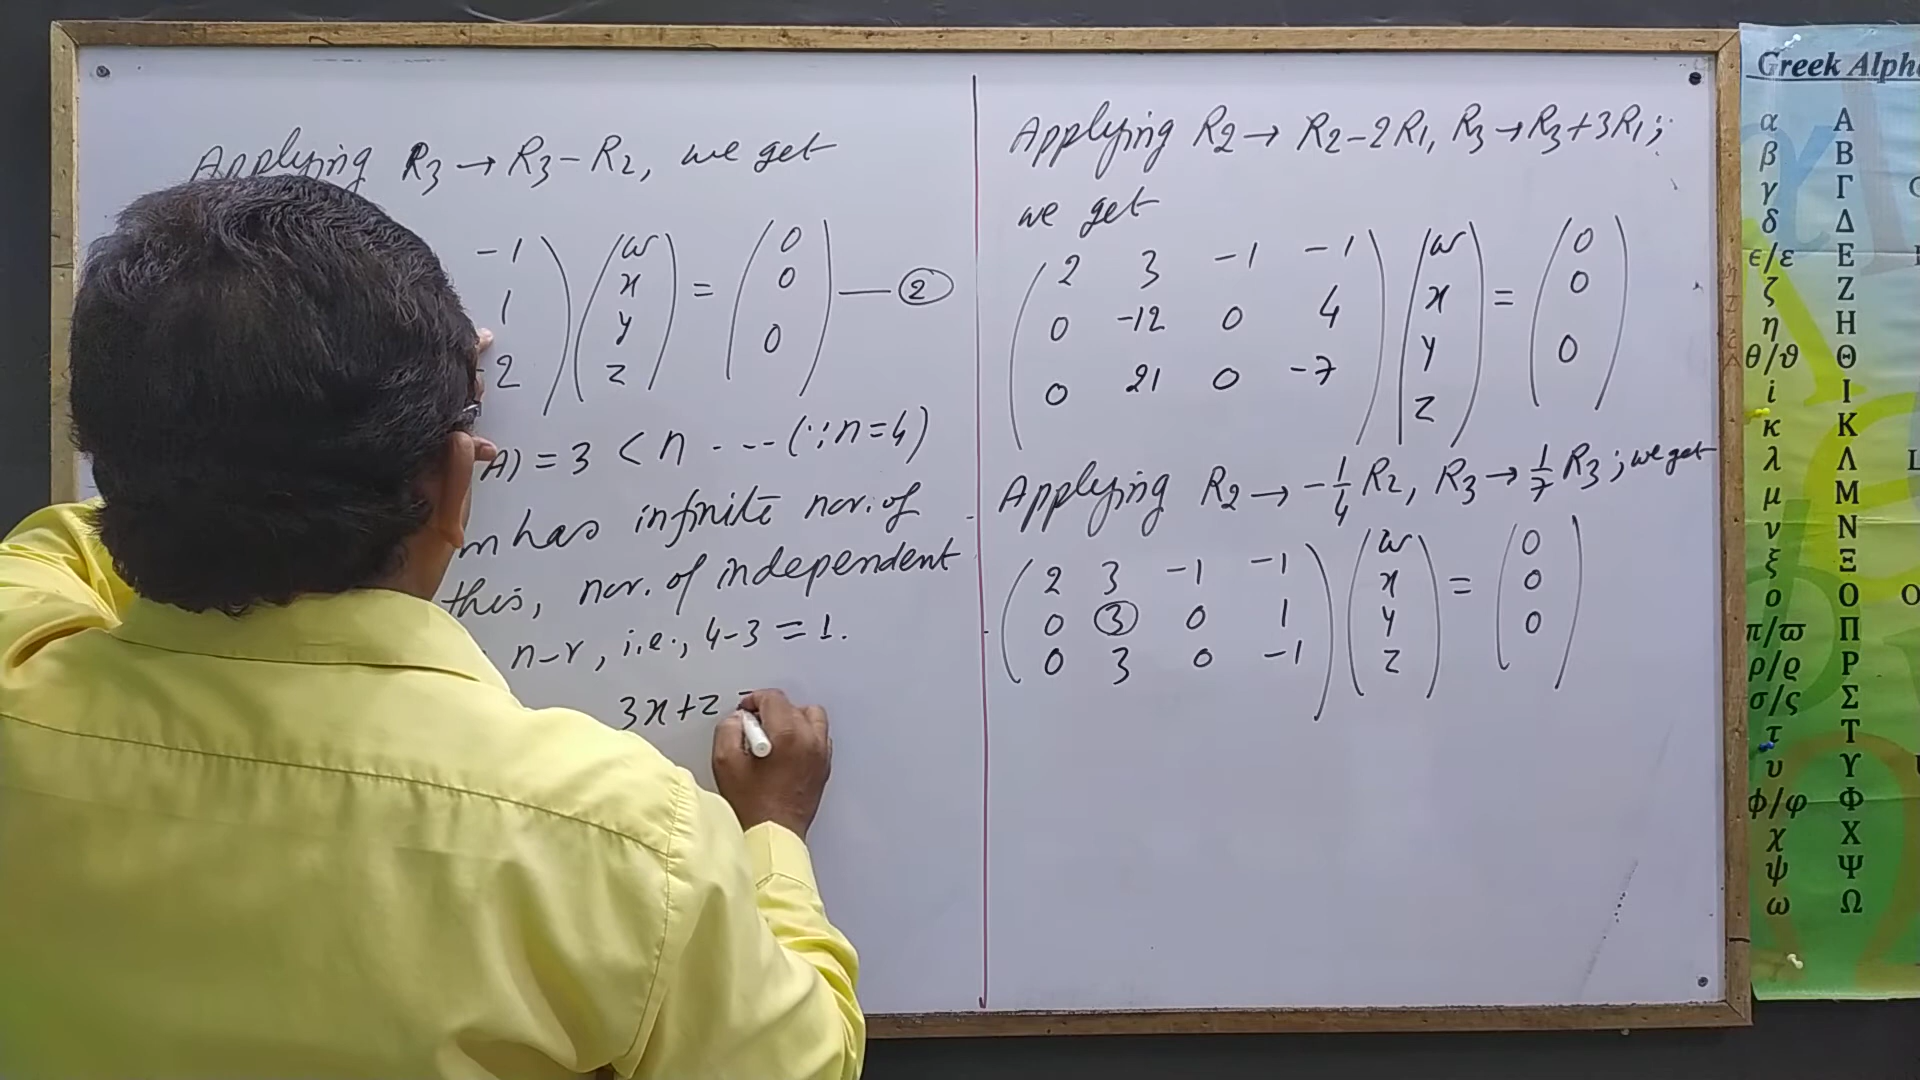 Applying R3 → R3 - R2, we get
-1 w 0
1 x = 0 — 2
-2 y 0
z
A) = 3 < n --- (∵ n = 4)
m has infinite nor. of
this, nor. of independent
n-r, i.e., 4-3 = 1.
3x+z =
Applying R2 → R2-2R1, R3 → R3+3R1;
we get
2 3 -1 -1 w 0
0 -12 0 4 x = 0
0 21 0 -7 y 0
z
Applying R2 → -1/4 R2, R3 → 1/7 R3; we get
2 3 -1 -1 w 0
0 3 0 1 x = 0
0 3 0 -1 y 0
z
Greek Alph
α Α
β Β
γ Γ
δ Δ
ϵ/ε Ε
ζ Ζ
η Η
θ/ϑ Θ
i Ι
κ Κ
λ Λ
μ Μ
ν Ν
ξ Ξ
ο Ο
π/ϖ Π
ρ/ϱ Ρ
σ/ς Σ
τ Τ
υ Υ
ϕ/φ Φ
χ Χ
ψ Ψ
ω Ω